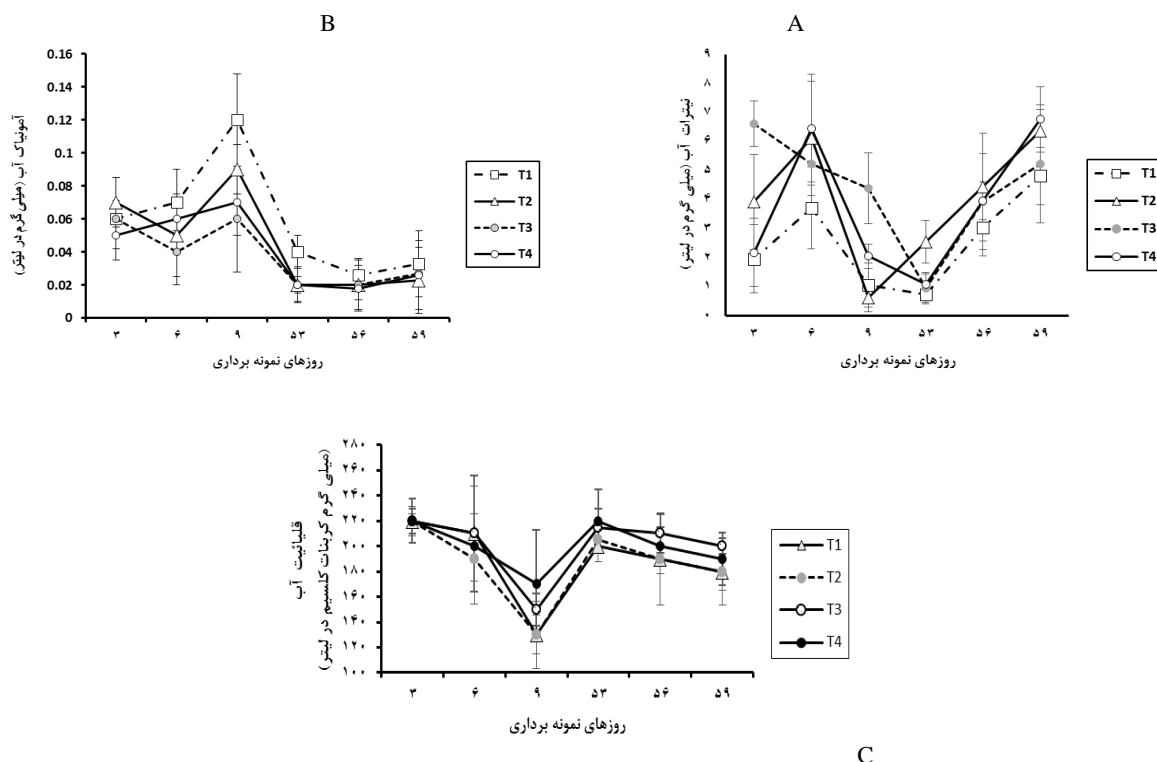 B
A
آمونیاک آب (میلی گرم در لیتر)
0.16
0.14
0.12
0.1
0.08
0.06
0.04
0.02
0
۳ ۶ ۹ ۵۳ ۵۶ ۵۹
روزهای نمونه برداری
T1
T2
T3
T4
نیترات آب (میلی گرم در لیتر)
۹
۸
۷
۶
۵
۴
۳
۲
۱
۰
۳ ۶ ۹ ۵۳ ۵۶ ۵۹
روزهای نمونه برداری
T1
T2
T3
T4
قلیائیت آب
(میلی گرم کربنات کلسیم در لیتر)
۲۸۰
۲۶۰
۲۴۰
۲۲۰
۲۰۰
۱۸۰
۱۶۰
۱۴۰
۱۲۰
۱۰۰
۳ ۶ ۹ ۵۳ ۵۶ ۵۹
روزهای نمونه برداری
T1
T2
T3
T4
C